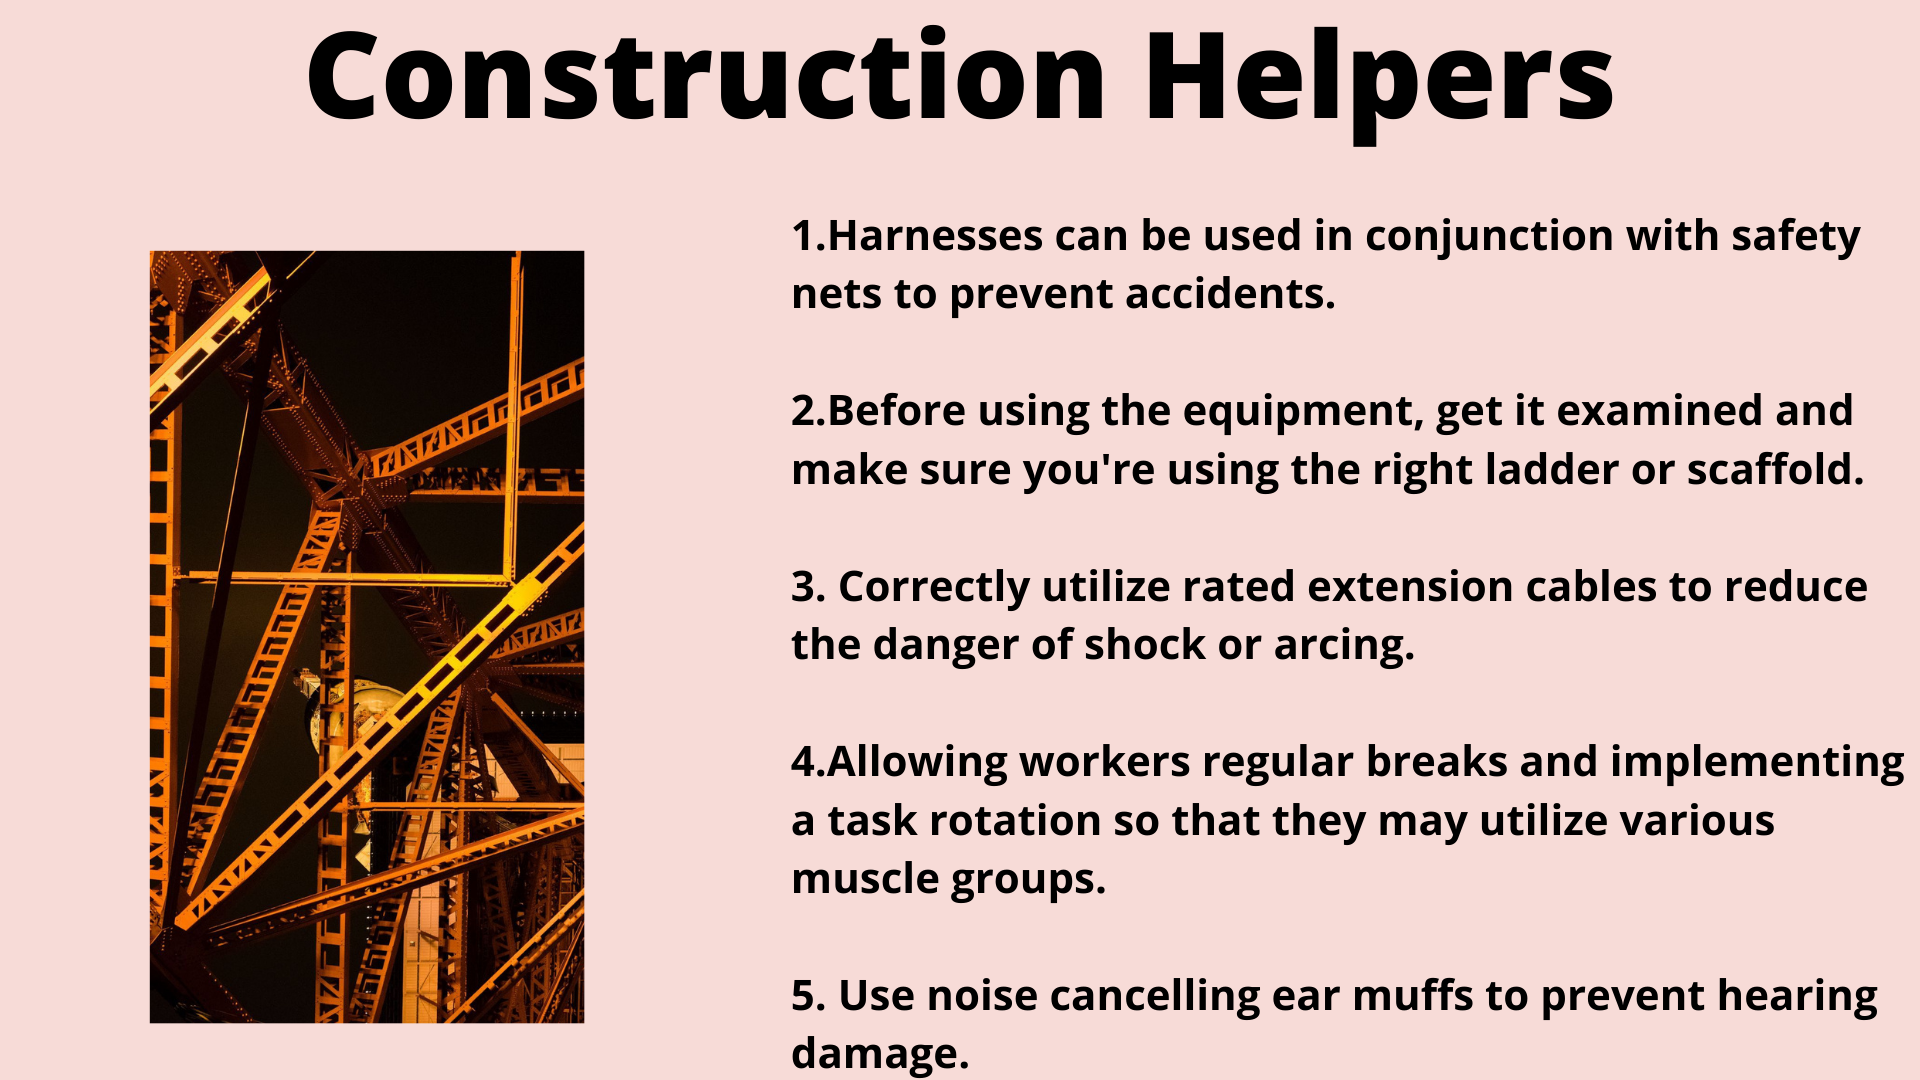 Construction Helpers
1.Harnesses can be used in conjunction with safety
nets to prevent accidents.
2.Before using the equipment, get it examined and
make sure you're using the right ladder or scaffold.
3. Correctly utilize rated extension cables to reduce
the danger of shock or arcing.
4.Allowing workers regular breaks and implementing
a task rotation so that they may utilize various
muscle groups.
5. Use noise cancelling ear muffs to prevent hearing
damage.